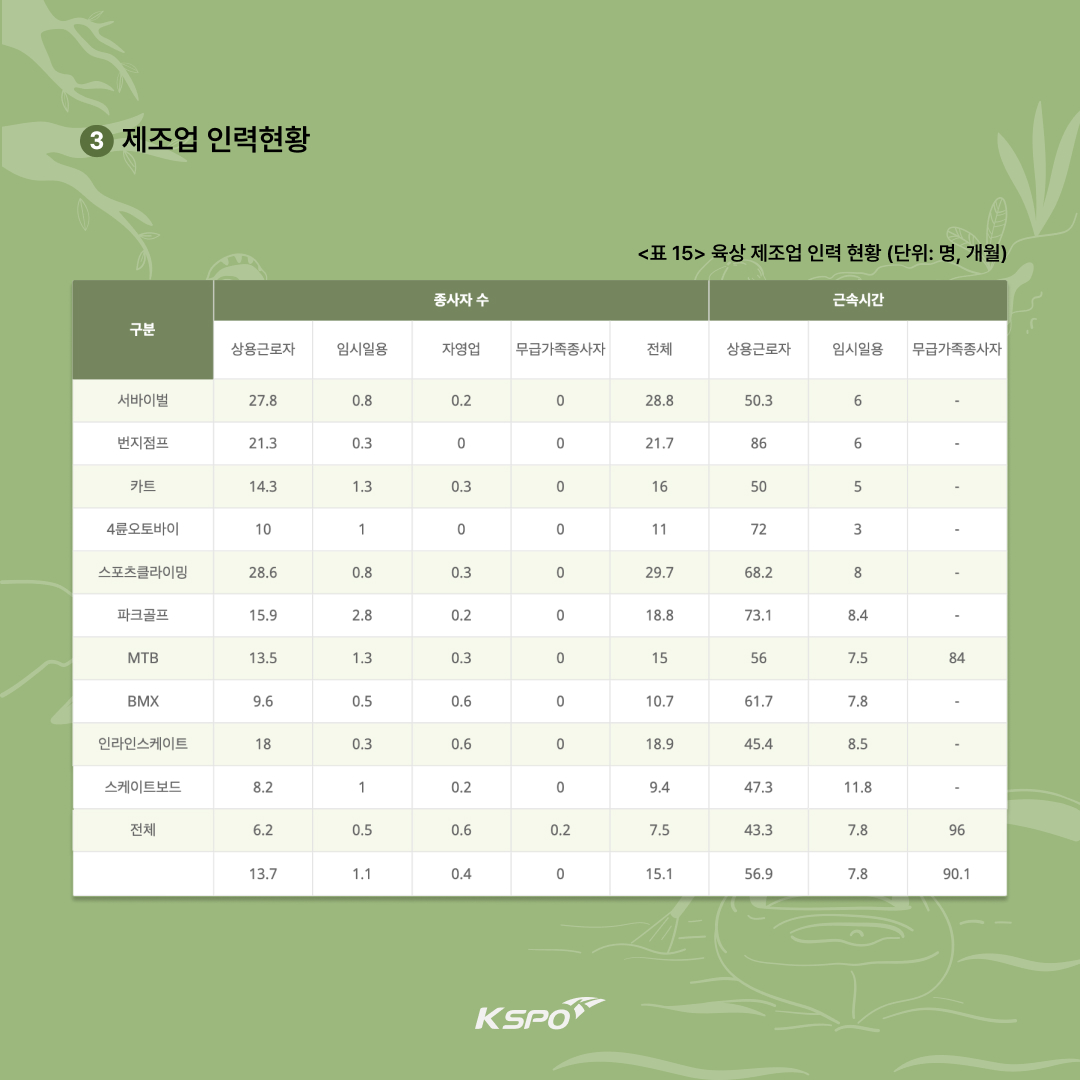 3 제조업 인력현황
<표 15> 육상 제조업 인력 현황 (단위: 명, 개월)
구분 종사자 수 근속시간
상용근로자 임시일용 자영업 무급가족종사자 전체 상용근로자 임시일용 무급가족종사자
서바이벌 27.8 0.8 0.2 0 28.8 50.3 6 -
번지점프 21.3 0.3 0 0 21.7 86 6 -
카트 14.3 1.3 0.3 0 16 50 5 -
4륜오토바이 10 1 0 0 11 72 3 -
스포츠클라이밍 28.6 0.8 0.3 0 29.7 68.2 8 -
파크골프 15.9 2.8 0.2 0 18.8 73.1 8.4 -
MTB 13.5 1.3 0.3 0 15 56 7.5 84
BMX 9.6 0.5 0.6 0 10.7 61.7 7.8 -
인라인스케이트 18 0.3 0.6 0 18.9 45.4 8.5 -
스케이트보드 8.2 1 0.2 0 9.4 47.3 11.8 -
전체 6.2 0.5 0.6 0.2 7.5 43.3 7.8 96
13.7 1.1 0.4 0 15.1 56.9 7.8 90.1
KSPO